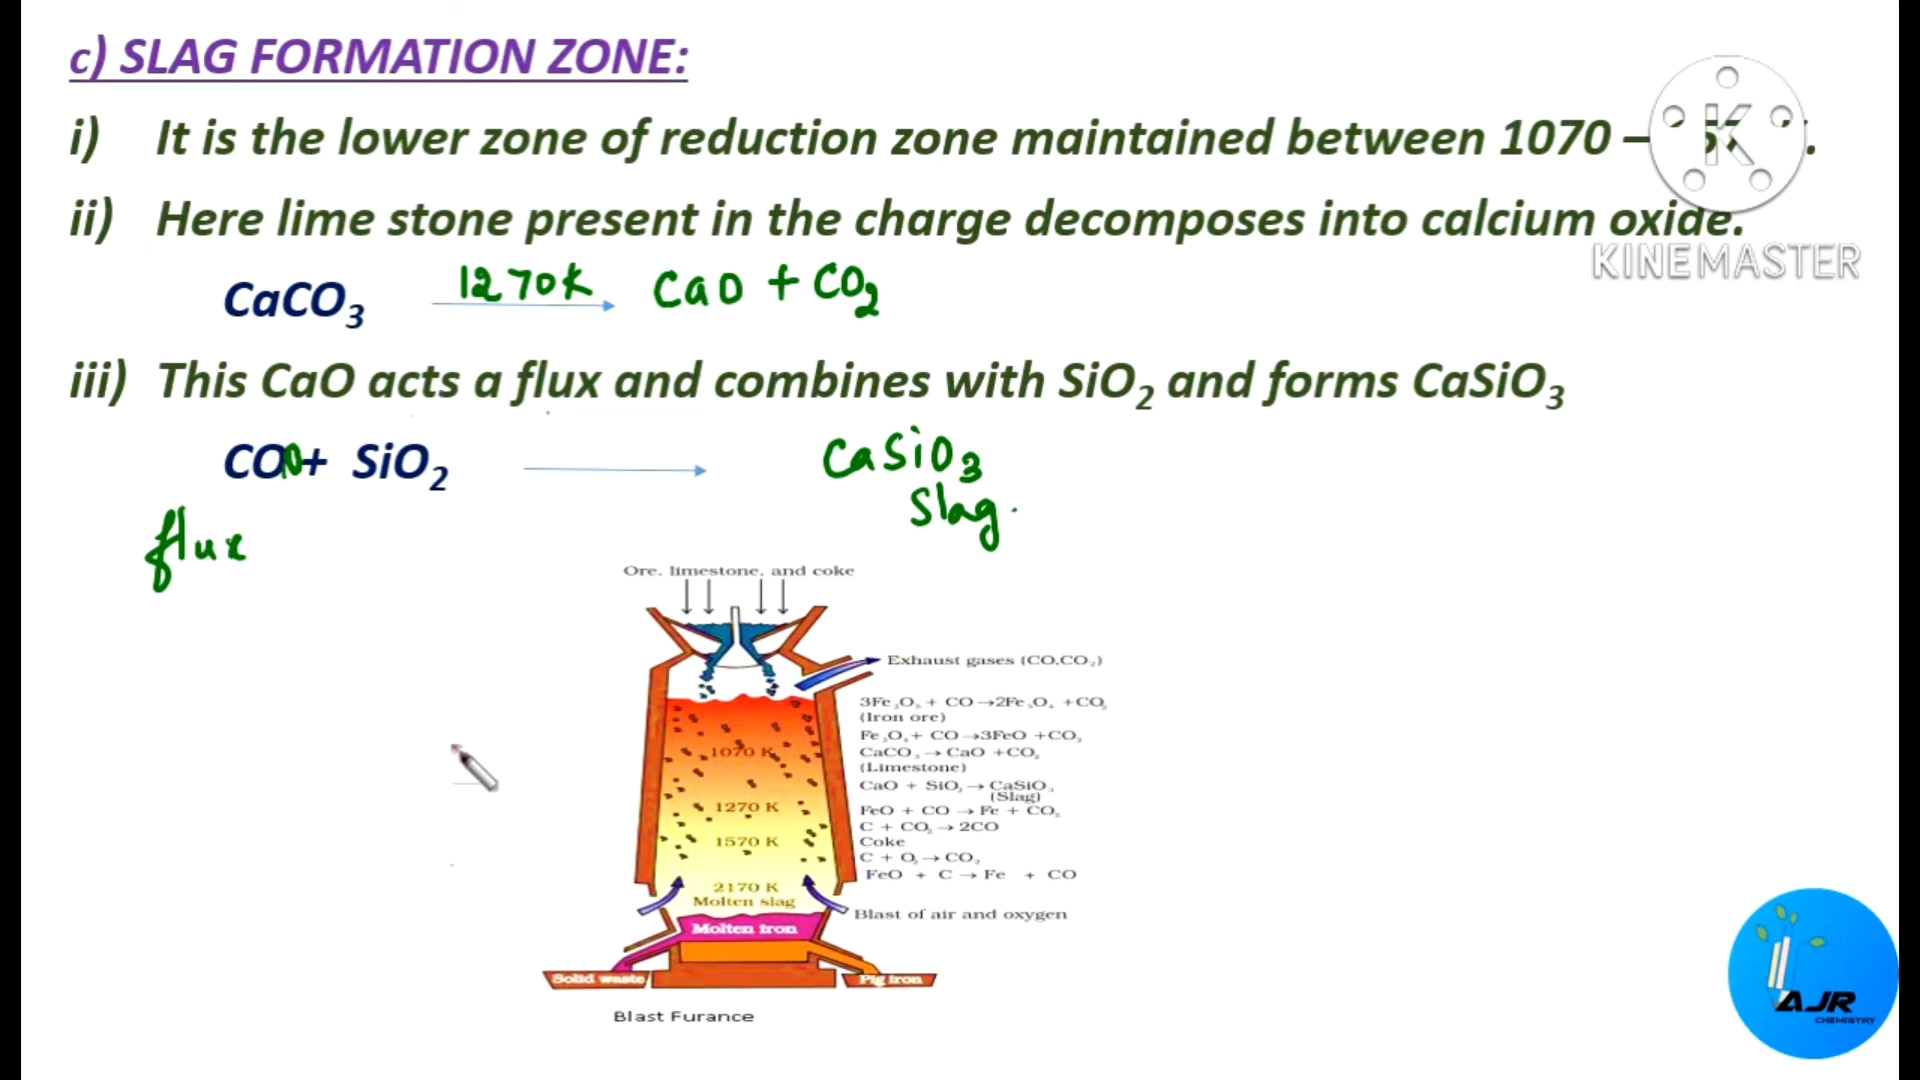 c) SLAG FORMATION ZONE:
i) It is the lower zone of reduction zone maintained between 1070 –
ii) Here lime stone present in the charge decomposes into calcium oxide.
KINEMASTER
CaCO₃ 1270K CaO + CO₂
iii) This CaO acts a flux and combines with SiO₂ and forms CaSiO₃
CO + SiO₂ CaSiO₃
Slag.
flux
Ore, limestone, and coke
Exhaust gases (CO,CO₂)
3Fe₂O₃ + CO→2Fe₃O₄ +CO₂
(Iron ore)
Fe₃O₄+ CO→3FeO +CO₂
1070 K
CaCO₃ → CaO +CO₂
(Limestone)
CaO + SiO₂ → CaSiO₃
(Slag)
1270 K
FeO + CO → Fe + CO₂
C + CO₂ → 2CO
1570 K
Coke
C + O₂ → CO₂
FeO + C → Fe + CO
2170 K
Molten slag
Blast of air and oxygen
Molten iron
Solid waste
Pig iron
Blast Furance
AJR
CHEMISTRY